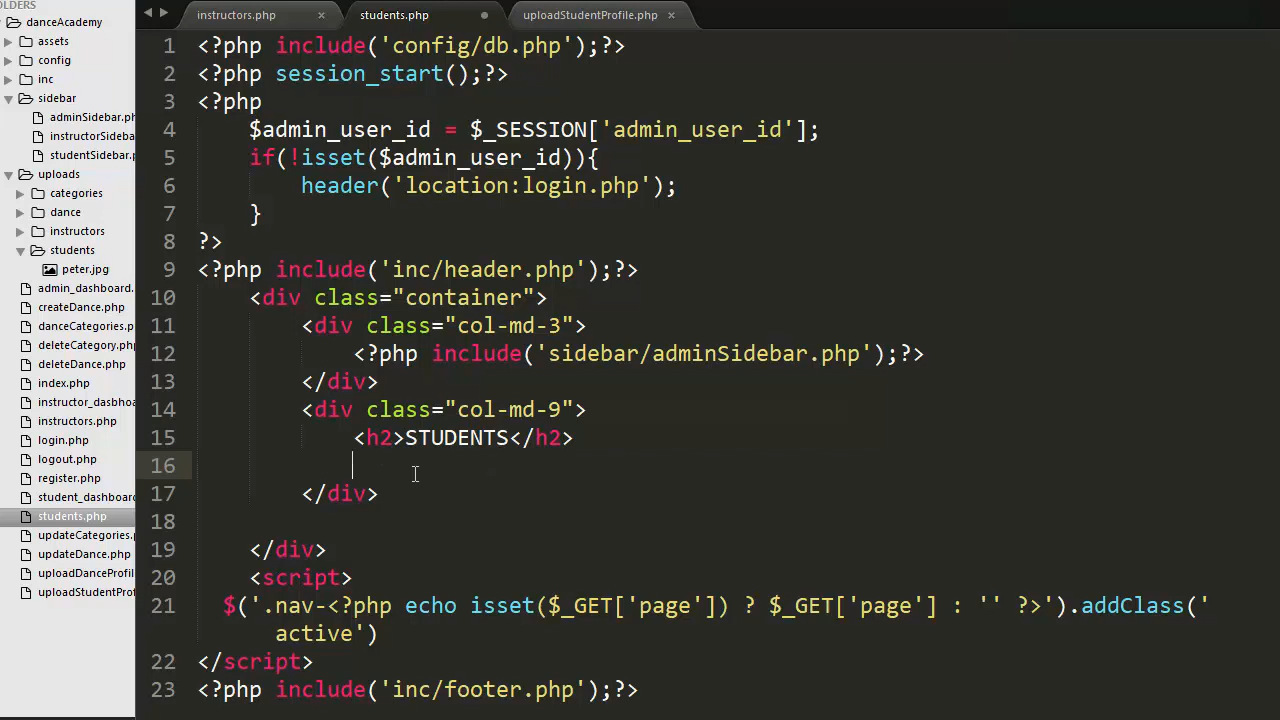 OLDERS
instructors.php ×
students.php
uploadStudentProfile.php ×
danceAcademy
assets
config
inc
sidebar
adminSidebar.ph
instructorSideba
studentSidebar.p
uploads
categories
dance
instructors
students
peter.jpg
admin_dashboard.
createDance.php
danceCategories.p
deleteCategory.ph
deleteDance.php
index.php
instructor_dasbhoa
instructors.php
login.php
logout.php
register.php
student_dashboard
students.php
updateCategories.p
updateDance.php
uploadDanceProfil
uploadStudentProf
1 <?php include('config/db.php');?>
2 <?php session_start();?>
3 <?php
4 $admin_user_id = $_SESSION['admin_user_id'];
5 if(!isset($admin_user_id)){
6 header('location:login.php');
7 }
8 ?>
9 <?php include('inc/header.php');?>
10 <div class="container">
11 <div class="col-md-3">
12 <?php include('sidebar/adminSidebar.php');?>
13 </div>
14 <div class="col-md-9">
15 <h2>STUDENTS</h2>
16
17 </div>
18
19 </div>
20 <script>
21 $('.nav-<?php echo isset($_GET['page']) ? $_GET['page'] : '' ?>').addClass('
active')
22 </script>
23 <?php include('inc/footer.php');?>